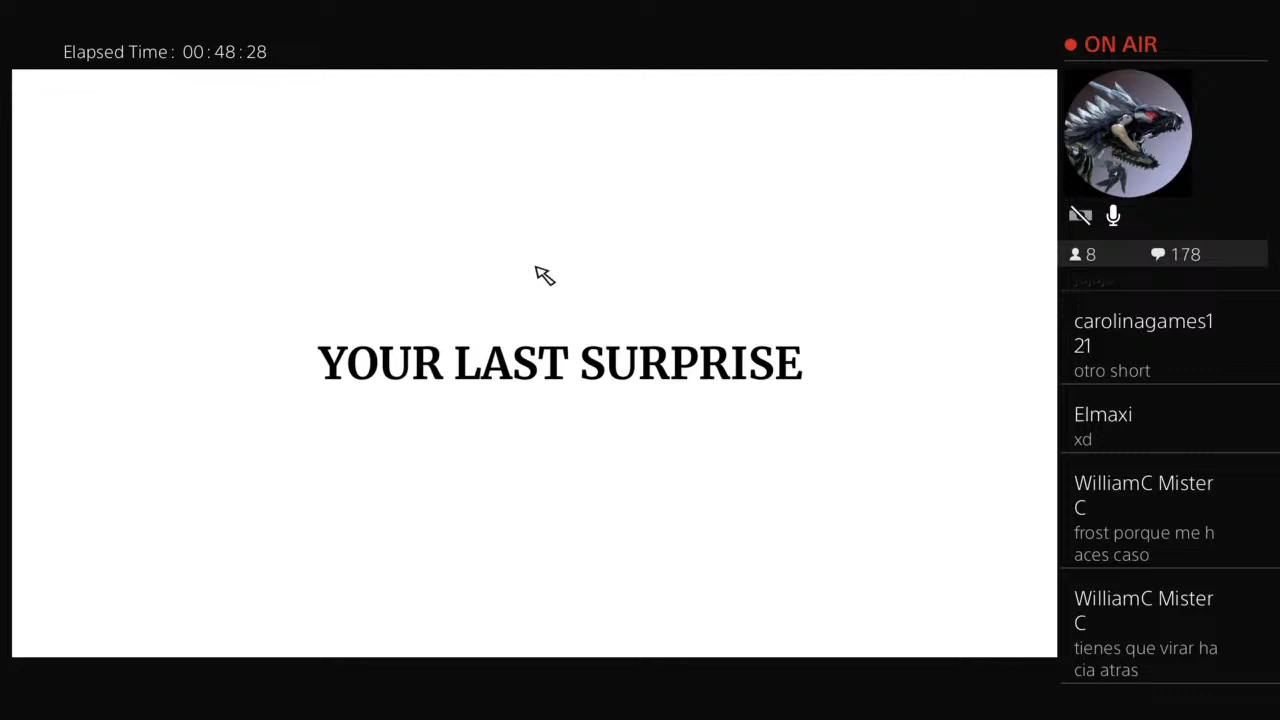 Elapsed Time: 00:48:28
ON AIR
8 178
YOUR LAST SURPRISE
carolinagames1
21
otro short
Elmaxi
xd
WilliamC Mister
C
frost porque me h
aces caso
WilliamC Mister
C
tienes que virar ha
cia atras